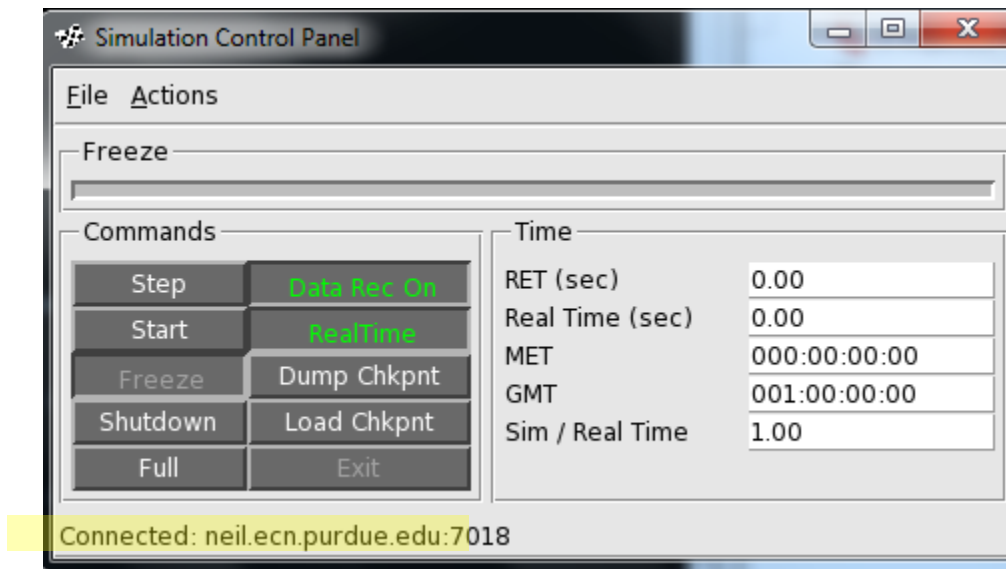 Simulation Control Panel
File Actions
Freeze
Commands
Step Data Rec On
Start RealTime
Freeze Dump Chkpnt
Shutdown Load Chkpnt
Full Exit
Time
RET (sec) 0.00
Real Time (sec) 0.00
MET 000:00:00:00
GMT 001:00:00:00
Sim / Real Time 1.00
Connected: neil.ecn.purdue.edu:7018